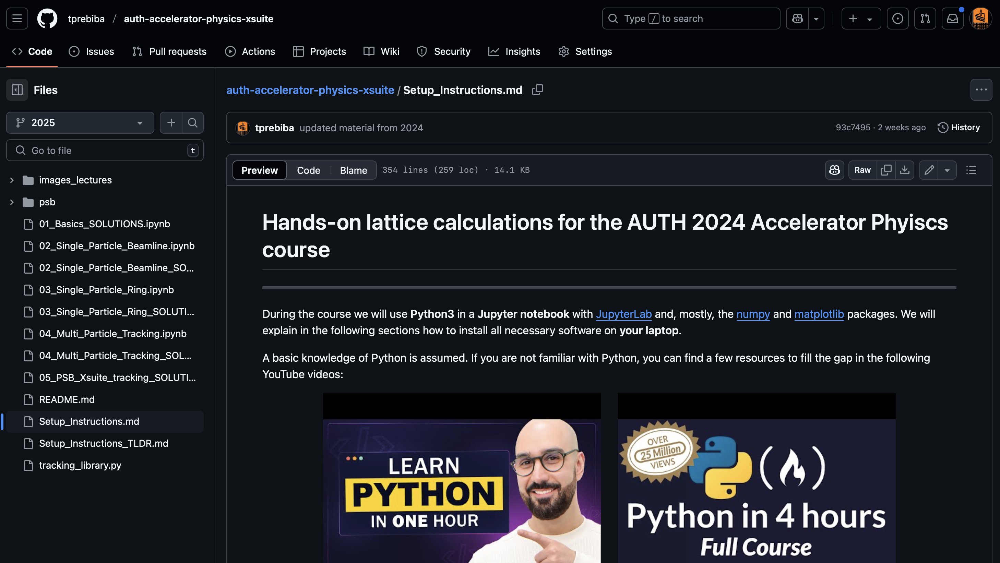 tprebiba / auth-accelerator-physics-xsuite
Type / to search
Code
Issues
Pull requests
Actions
Projects
Wiki
Security
Insights
Settings
Files
2025
Go to file
t
images_lectures
psb
01_Basics_SOLUTIONS.ipynb
02_Single_Particle_Beamline.ipynb
02_Single_Particle_Beamline_SO...
03_Single_Particle_Ring.ipynb
03_Single_Particle_Ring_SOLUTI...
04_Multi_Particle_Tracking.ipynb
04_Multi_Particle_Tracking_SOL...
05_PSB_Xsuite_tracking_SOLUTI...
README.md
Setup_Instructions.md
Setup_Instructions_TLDR.md
tracking_library.py
auth-accelerator-physics-xsuite / Setup_Instructions.md
tprebiba updated material from 2024
93c7495 · 2 weeks ago
History
Preview
Code
Blame
354 lines (259 loc) · 14.1 KB
Raw
Hands-on lattice calculations for the AUTH 2024 Accelerator Phyiscs
course
During the course we will use Python3 in a Jupyter notebook with JupyterLab and, mostly, the numpy and matplotlib packages. We will
explain in the following sections how to install all necessary software on your laptop.
A basic knowledge of Python is assumed. If you are not familiar with Python, you can find a few resources to fill the gap in the following
YouTube videos:
LEARN
PYTHON
IN ONE HOUR
OVER
25 Million
VIEWS
Python in 4 hours
Full Course